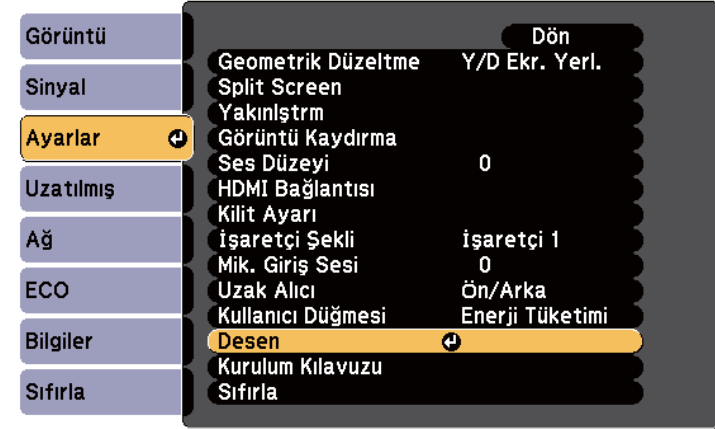 Görüntü
Sinyal
Ayarlar
Uzatılmış
Ağ
ECO
Bilgiler
Sıfırla
Dön
Geometrik Düzeltme Y/D Ekr. Yerl.
Split Screen
Yakınlştrm
Görüntü Kaydırma
Ses Düzeyi 0
HDMI Bağlantısı
Kilit Ayarı
İşaretçi Şekli İşaretçi 1
Mik. Giriş Sesi 0
Uzak Alıcı Ön/Arka
Kullanıcı Düğmesi Enerji Tüketimi
Desen
Kurulum Kılavuzu
Sıfırla